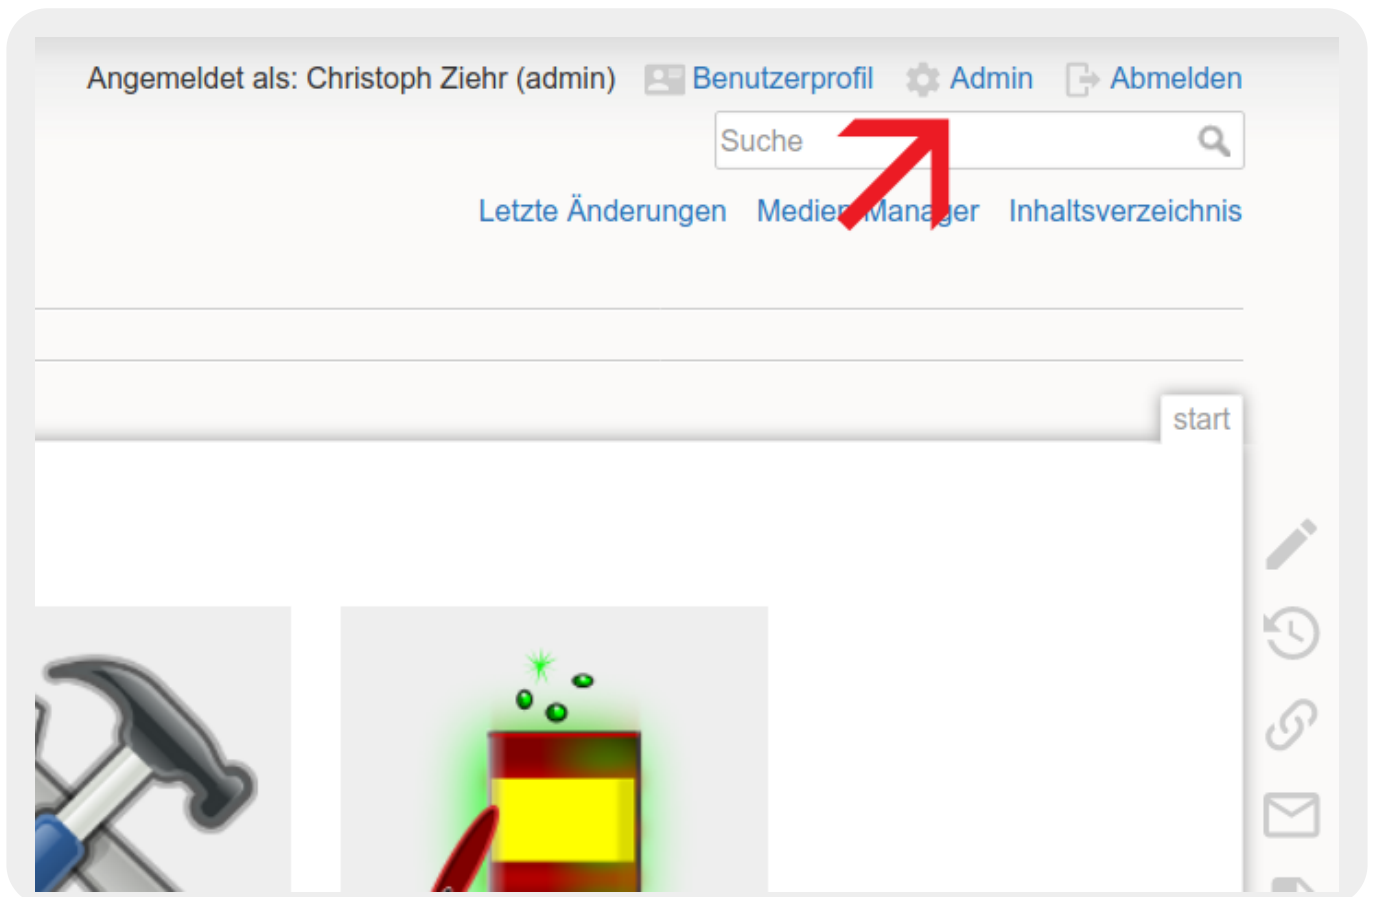 Angemeldet als: Christoph Ziehr (admin) Benutzerprofil Admin Abmelden
Suche
Letzte Änderungen Medien-Manager Inhaltsverzeichnis
start